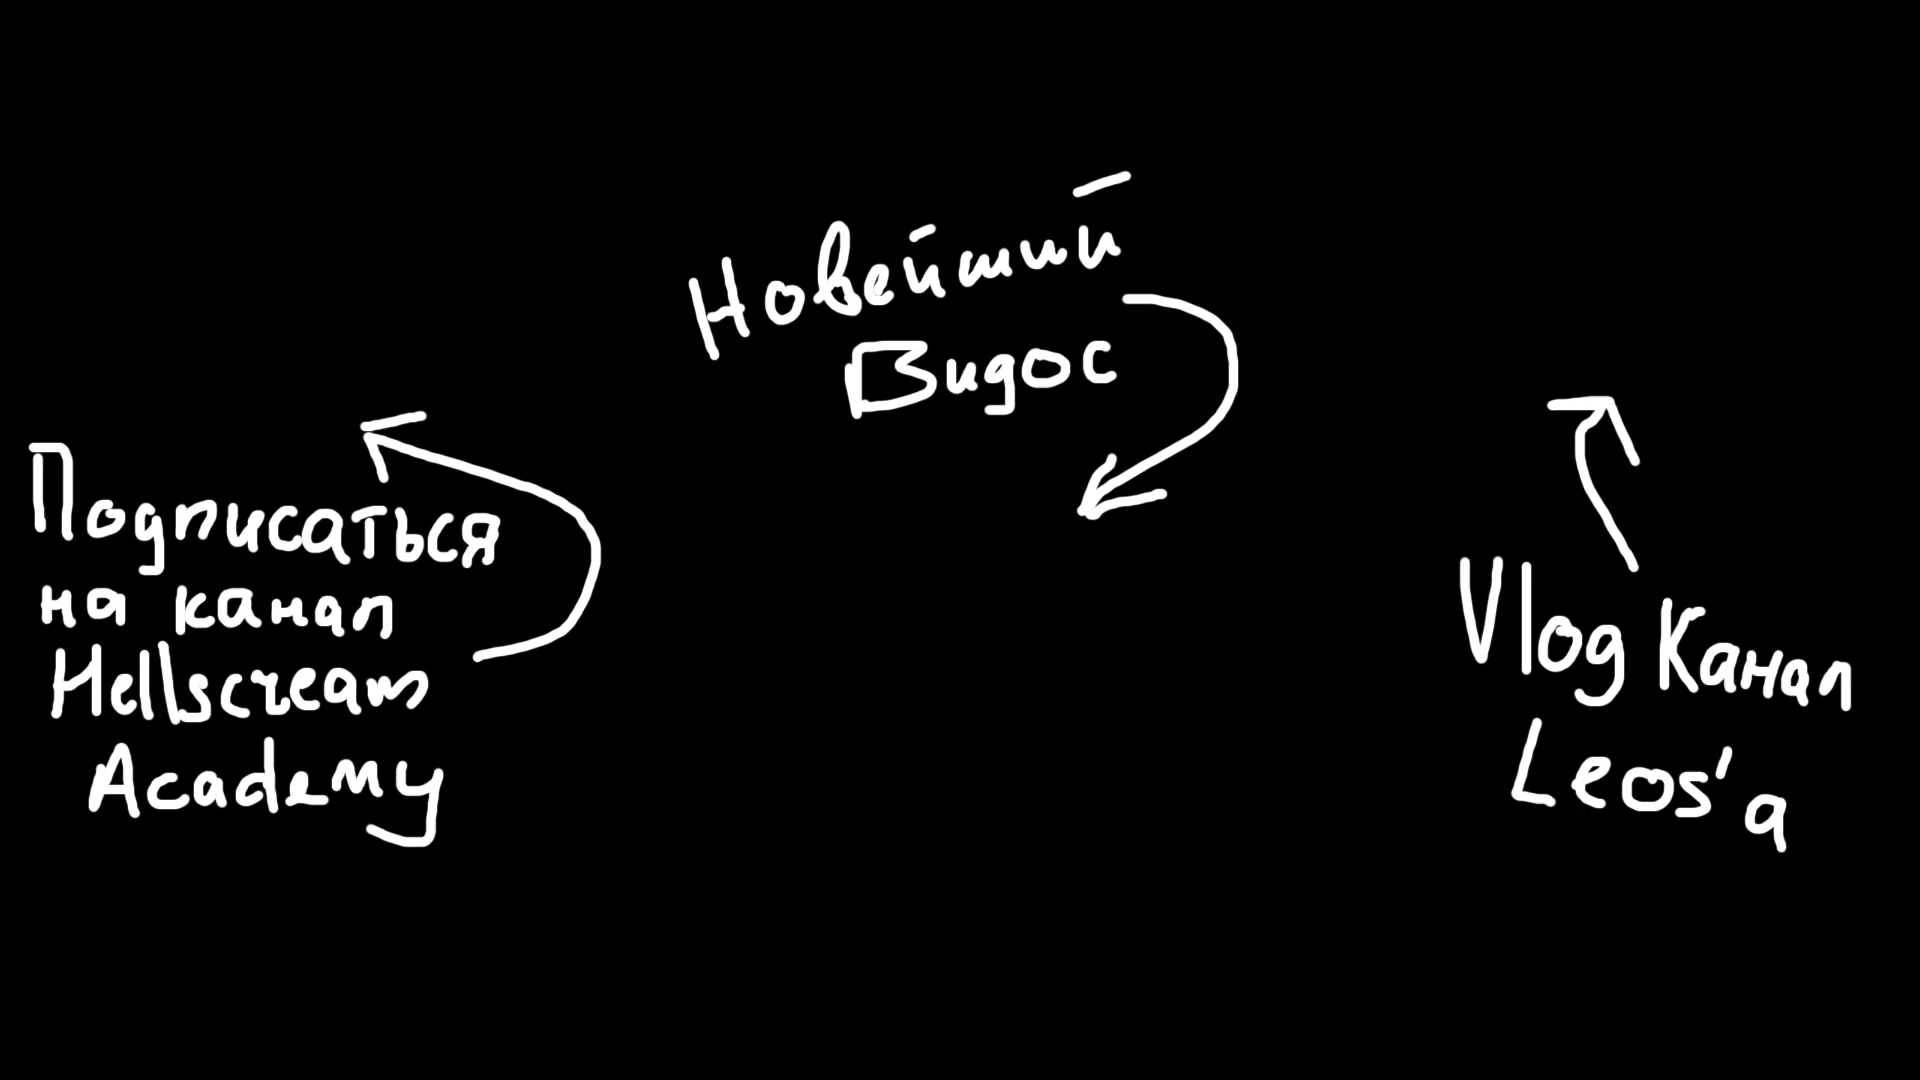 Новейший
Видос
Подписаться
на канал
Hellscream
Academy
Vlog Канал
Leos'a